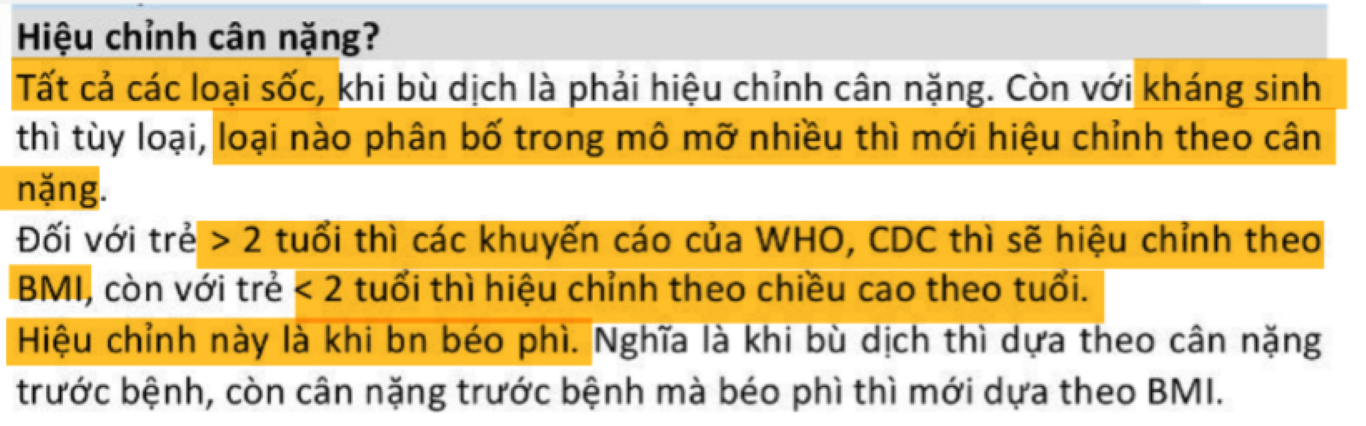 Hiệu chỉnh cân nặng?
Tất cả các loại sốc, khi bù dịch là phải hiệu chỉnh cân nặng. Còn với kháng sinh
thì tùy loại, loại nào phân bố trong mô mỡ nhiều thì mới hiệu chỉnh theo cân
nặng.
Đối với trẻ > 2 tuổi thì các khuyến cáo của WHO, CDC thì sẽ hiệu chỉnh theo
BMI, còn với trẻ < 2 tuổi thì hiệu chỉnh theo chiều cao theo tuổi.
Hiệu chỉnh này là khi bn béo phì. Nghĩa là khi bù dịch thì dựa theo cân nặng
trước bệnh, còn cân nặng trước bệnh mà béo phì thì mới dựa theo BMI.